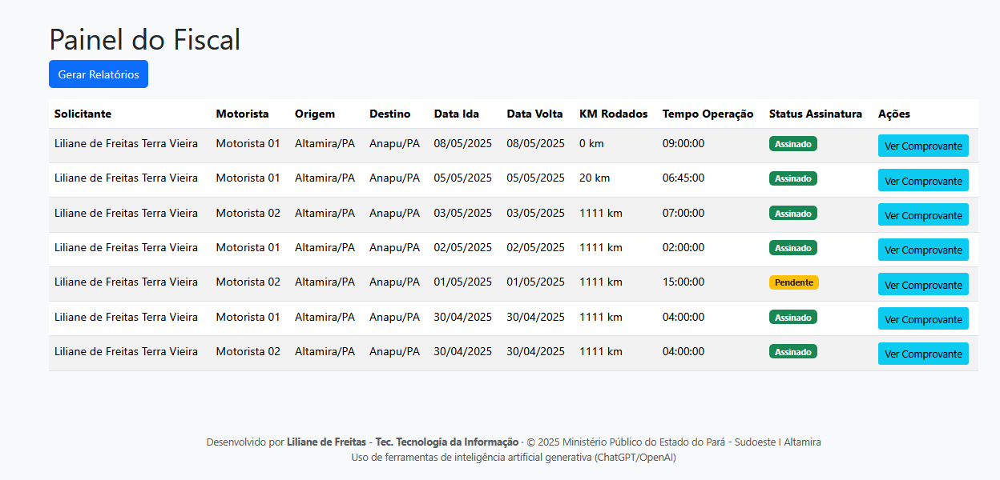 Painel do Fiscal
Gerar Relatórios
Solicitante Motorista Origem Destino Data Ida Data Volta KM Rodados Tempo Operação Status Assinatura Ações
Liliane de Freitas Terra Vieira Motorista 01 Altamira/PA Anapu/PA 08/05/2025 08/05/2025 0 km 09:00:00 Assinado Ver Comprovante
Liliane de Freitas Terra Vieira Motorista 01 Altamira/PA Anapu/PA 05/05/2025 05/05/2025 20 km 06:45:00 Assinado Ver Comprovante
Liliane de Freitas Terra Vieira Motorista 02 Altamira/PA Anapu/PA 03/05/2025 03/05/2025 1111 km 07:00:00 Assinado Ver Comprovante
Liliane de Freitas Terra Vieira Motorista 01 Altamira/PA Anapu/PA 02/05/2025 02/05/2025 1111 km 02:00:00 Assinado Ver Comprovante
Liliane de Freitas Terra Vieira Motorista 02 Altamira/PA Anapu/PA 01/05/2025 01/05/2025 1111 km 15:00:00 Pendente Ver Comprovante
Liliane de Freitas Terra Vieira Motorista 01 Altamira/PA Anapu/PA 30/04/2025 30/04/2025 1111 km 04:00:00 Assinado Ver Comprovante
Liliane de Freitas Terra Vieira Motorista 02 Altamira/PA Anapu/PA 30/04/2025 30/04/2025 1111 km 04:00:00 Assinado Ver Comprovante
Desenvolvido por Liliane de Freitas - Tec. Tecnologia da Informação · © 2025 Ministério Público do Estado do Pará - Sudoeste I Altamira
Uso de ferramentas de inteligência artificial generativa (ChatGPT/OpenAI)